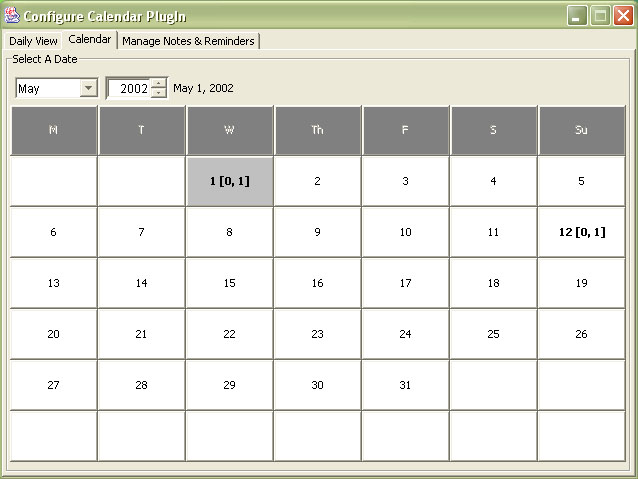 Configure Calendar PlugIn
Daily View Calendar Manage Notes & Reminders
Select A Date
May 2002 May 1, 2002
M T W Th F S Su
1 [0, 1] 2 3 4 5
6 7 8 9 10 11 12 [0, 1]
13 14 15 16 17 18 19
20 21 22 23 24 25 26
27 28 29 30 31